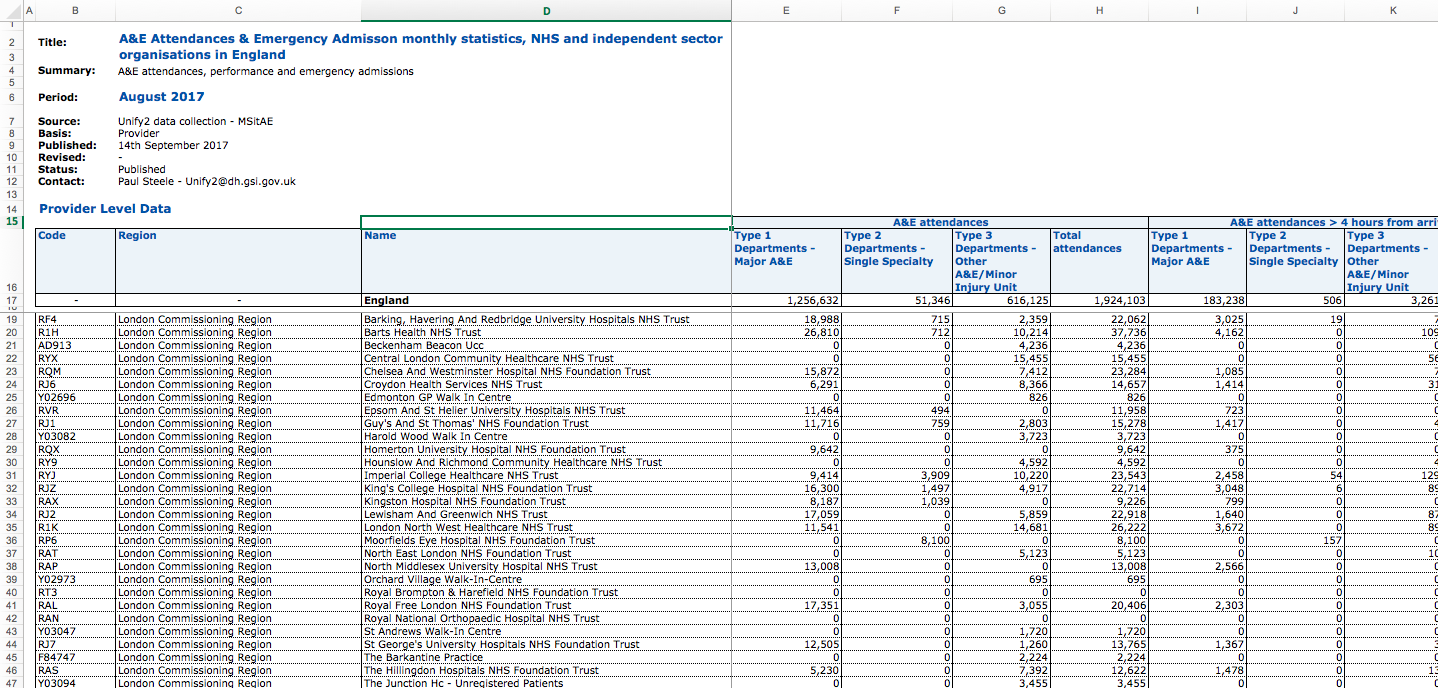 A B C D E F G H I J K
2 Title: A&E Attendances & Emergency Admisson monthly statistics, NHS and independent sector
3 organisations in England
4 Summary: A&E attendances, performance and emergency admissions
5
6 Period: August 2017
7 Source: Unify2 data collection - MSitAE
8 Basis: Provider
9 Published: 14th September 2017
10 Revised: -
11 Status: Published
12 Contact: Paul Steele - Unify2@dh.gsi.gov.uk
13
14 Provider Level Data
15 A&E attendances A&E attendances > 4 hours from arri
Code Region Name Type 1 Type 2 Type 3 Total Type 1 Type 2 Type 3
Departments - Departments - Departments - attendances Departments - Departments - Departments -
Major A&E Single Specialty Other Major A&E Single Specialty Other
A&E/Minor A&E/Minor
16 Injury Unit Injury Unit
17 - - England 1,256,632 51,346 616,125 1,924,103 183,238 506 3,261
19 RF4 London Commissioning Region Barking, Havering And Redbridge University Hospitals NHS Trust 18,988 715 2,359 22,062 3,025 19
20 R1H London Commissioning Region Barts Health NHS Trust 26,810 712 10,214 37,736 4,162 0
21 AD913 London Commissioning Region Beckenham Beacon Ucc 0 0 4,236 4,236 0 0
22 RYX London Commissioning Region Central London Community Healthcare NHS Trust 0 0 15,455 15,455 0 0
23 RQM London Commissioning Region Chelsea And Westminster Hospital NHS Foundation Trust 15,872 0 7,412 23,284 1,085 0
24 RJ6 London Commissioning Region Croydon Health Services NHS Trust 6,291 0 8,366 14,657 1,414 0
25 Y02696 London Commissioning Region Edmonton GP Walk In Centre 0 0 826 826 0 0
26 RVR London Commissioning Region Epsom And St Helier University Hospitals NHS Trust 11,464 494 0 11,958 723 0
27 RJ1 London Commissioning Region Guy's And St Thomas' NHS Foundation Trust 11,716 759 2,803 15,278 1,417 0
28 Y03082 London Commissioning Region Harold Wood Walk In Centre 0 0 3,723 3,723 0 0
29 RQX London Commissioning Region Homerton University Hospital NHS Foundation Trust 9,642 0 0 9,642 375 0
30 RY9 London Commissioning Region Hounslow And Richmond Community Healthcare NHS Trust 0 0 4,592 4,592 0 0
31 RYJ London Commissioning Region Imperial College Healthcare NHS Trust 9,414 3,909 10,220 23,543 2,458 54
32 RJZ London Commissioning Region King's College Hospital NHS Foundation Trust 16,300 1,497 4,917 22,714 3,048 6
33 RAX London Commissioning Region Kingston Hospital NHS Foundation Trust 8,187 1,039 0 9,226 799 0
34 RJ2 London Commissioning Region Lewisham And Greenwich NHS Trust 17,059 0 5,859 22,918 1,640 0
35 R1K London Commissioning Region London North West Healthcare NHS Trust 11,541 0 14,681 26,222 3,672 0
36 RP6 London Commissioning Region Moorfields Eye Hospital NHS Foundation Trust 0 8,100 0 8,100 0 157
37 RAT London Commissioning Region North East London NHS Foundation Trust 0 0 5,123 5,123 0 0
38 RAP London Commissioning Region North Middlesex University Hospital NHS Trust 13,008 0 0 13,008 2,566 0
39 Y02973 London Commissioning Region Orchard Village Walk-In-Centre 0 0 695 695 0 0
40 RT3 London Commissioning Region Royal Brompton & Harefield NHS Foundation Trust 0 0 0 0 0 0
41 RAL London Commissioning Region Royal Free London NHS Foundation Trust 17,351 0 3,055 20,406 2,303 0
42 RAN London Commissioning Region Royal National Orthopaedic Hospital NHS Trust 0 0 0 0 0 0
43 Y03047 London Commissioning Region St Andrews Walk-In Centre 0 0 1,720 1,720 0 0
44 RJ7 London Commissioning Region St George's University Hospitals NHS Foundation Trust 12,505 0 1,260 13,765 1,367 0
45 F84747 London Commissioning Region The Barkantine Practice 0 0 2,224 2,224 0 0
46 RAS London Commissioning Region The Hillingdon Hospitals NHS Foundation Trust 5,230 0 7,392 12,622 1,478 0
47 Y03094 London Commissioning Region The Junction Hc - Unregistered Patients 0 0 3,455 3,455 0 0